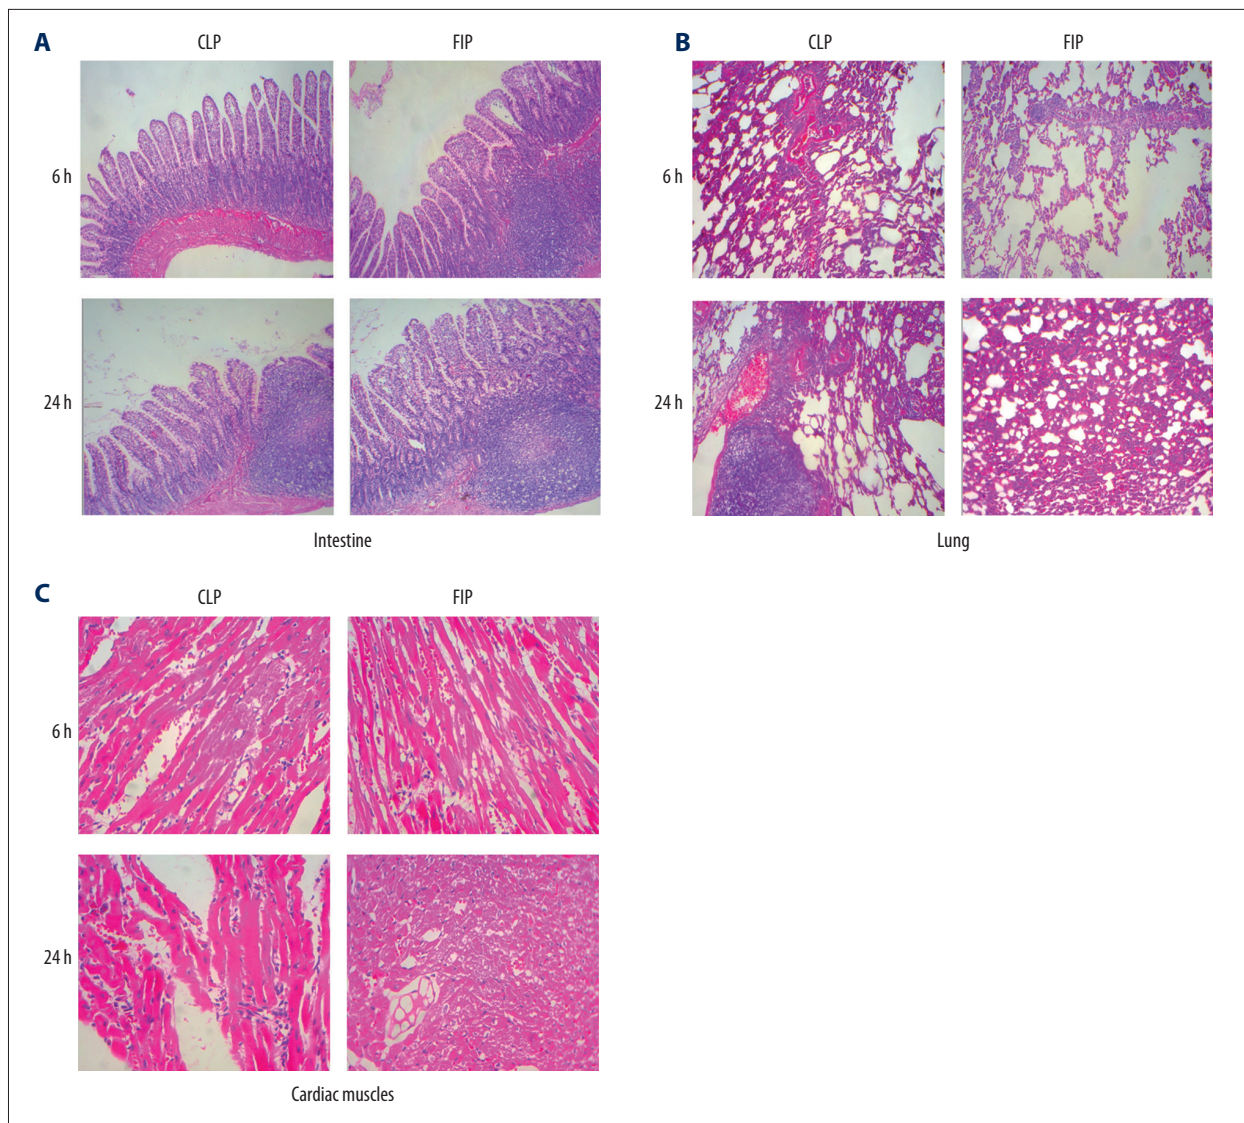 A
CLP
FIP
6 h
24 h
Intestine
B
CLP
FIP
6 h
24 h
Lung
C
CLP
FIP
6 h
24 h
Cardiac muscles